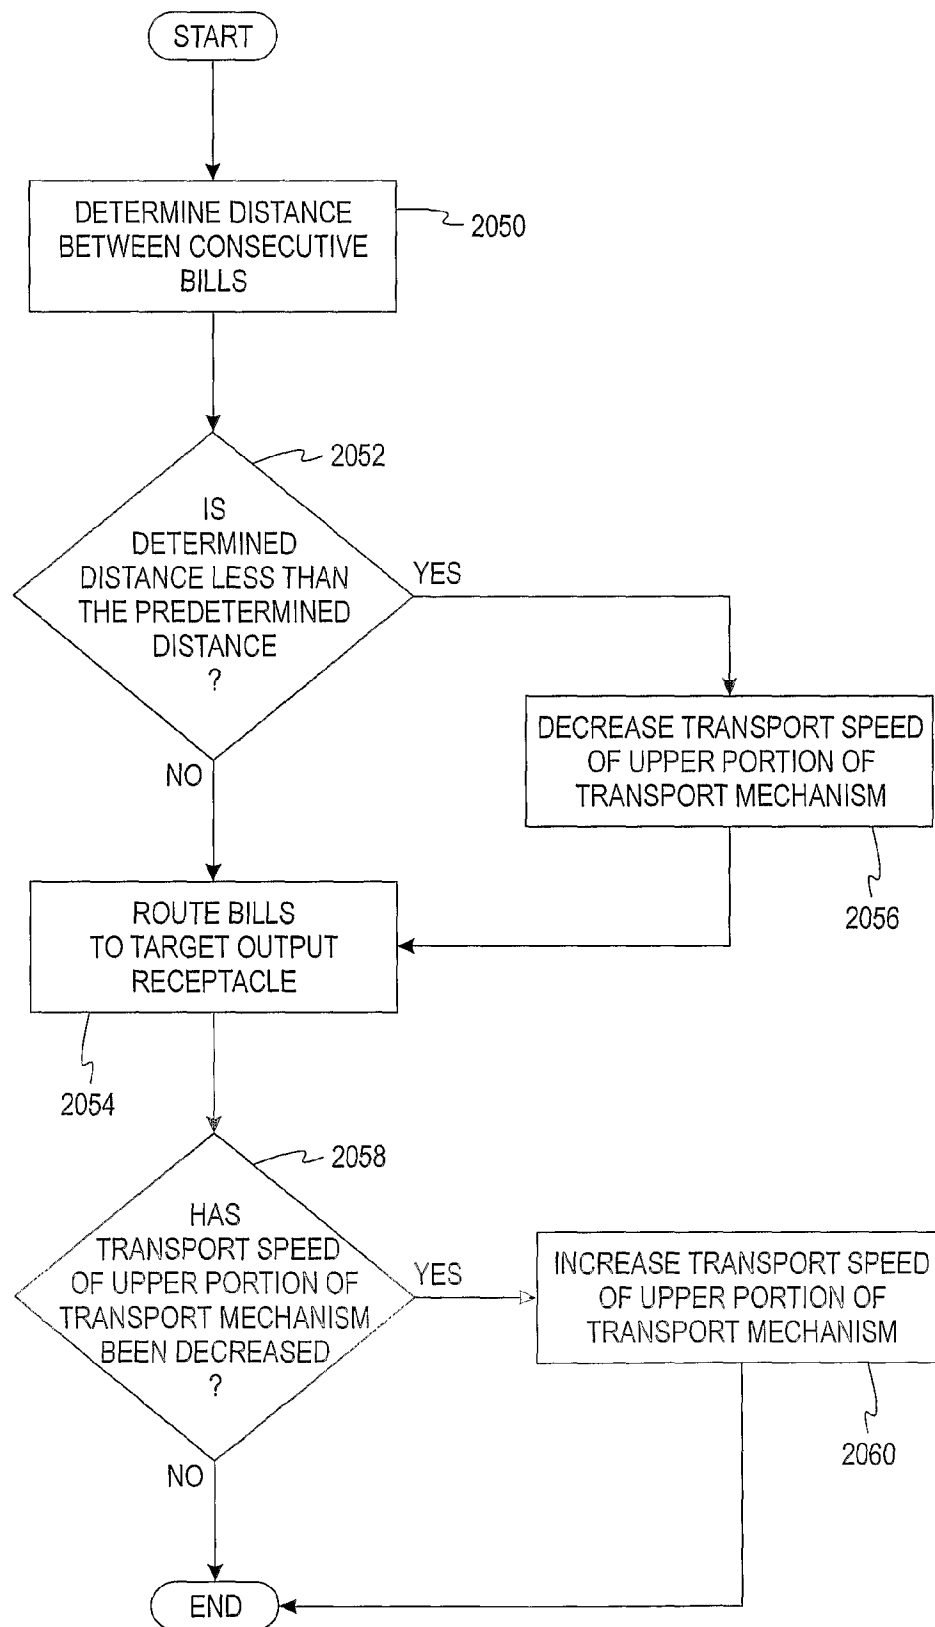 START
DETERMINE DISTANCE
BETWEEN CONSECUTIVE
BILLS
2050
2052
IS
DETERMINED
DISTANCE LESS THAN
THE PREDETERMINED
DISTANCE
?
YES
NO
DECREASE TRANSPORT SPEED
OF UPPER PORTION OF
TRANSPORT MECHANISM
2056
ROUTE BILLS
TO TARGET OUTPUT
RECEPTACLE
2054
2058
HAS
TRANSPORT SPEED
OF UPPER PORTION OF
TRANSPORT MECHANISM
BEEN DECREASED
?
YES
NO
INCREASE TRANSPORT SPEED
OF UPPER PORTION OF
TRANSPORT MECHANISM
2060
END